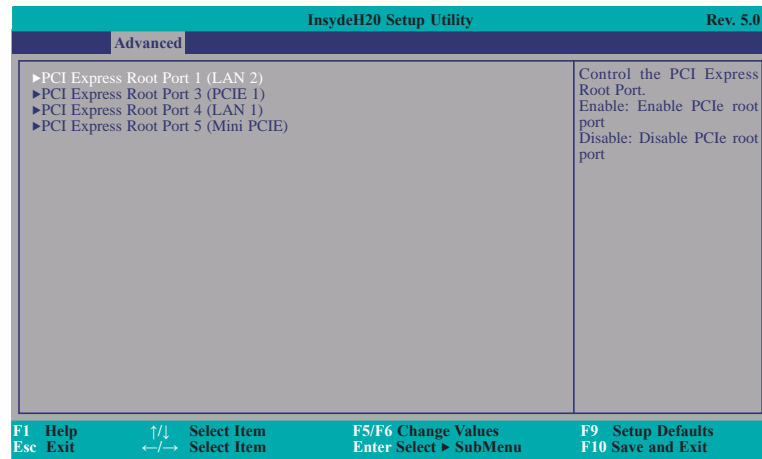 InsydeH20 Setup Utility Rev. 5.0
Advanced
►PCI Express Root Port 1 (LAN 2)
►PCI Express Root Port 3 (PCIE 1)
►PCI Express Root Port 4 (LAN 1)
►PCI Express Root Port 5 (Mini PCIE)
Control the PCI Express
Root Port.
Enable: Enable PCIe root
port
Disable: Disable PCIe root
port
F1 Help ↑/↓ Select Item F5/F6 Change Values F9 Setup Defaults
Esc Exit ←/→ Select Item Enter Select ► SubMenu F10 Save and Exit